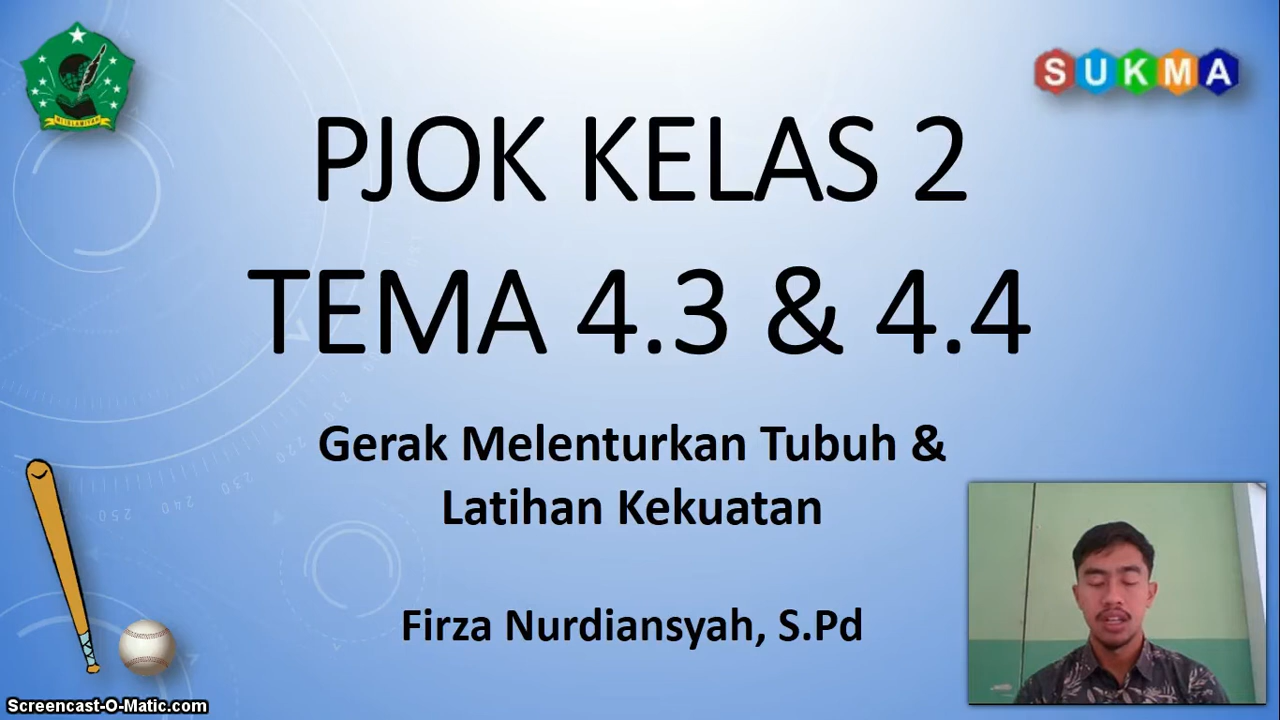 SUKMA
PJOK KELAS 2
TEMA 4.3 & 4.4
Gerak Melenturkan Tubuh &
Latihan Kekuatan
Firza Nurdiansyah, S.Pd
Screencast-O-Matic.com